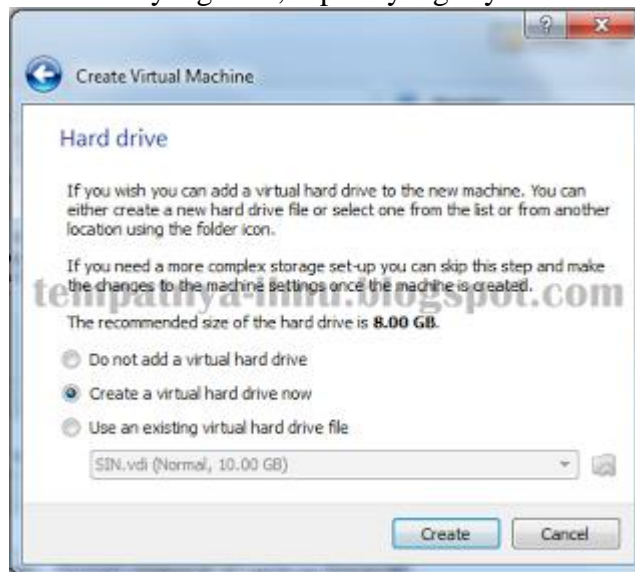 Create Virtual Machine
Hard drive
If you wish you can add a virtual hard drive to the new machine. You can
either create a new hard drive file or select one from the list or from another
location using the folder icon.
If you need a more complex storage set-up you can skip this step and make
the changes to the machine settings once the machine is created.
The recommended size of the hard drive is 8.00 GB.
Do not add a virtual hard drive
Create a virtual hard drive now
Use an existing virtual hard drive file
SIN.vdi (Normal, 10.00 GB)
Create Cancel